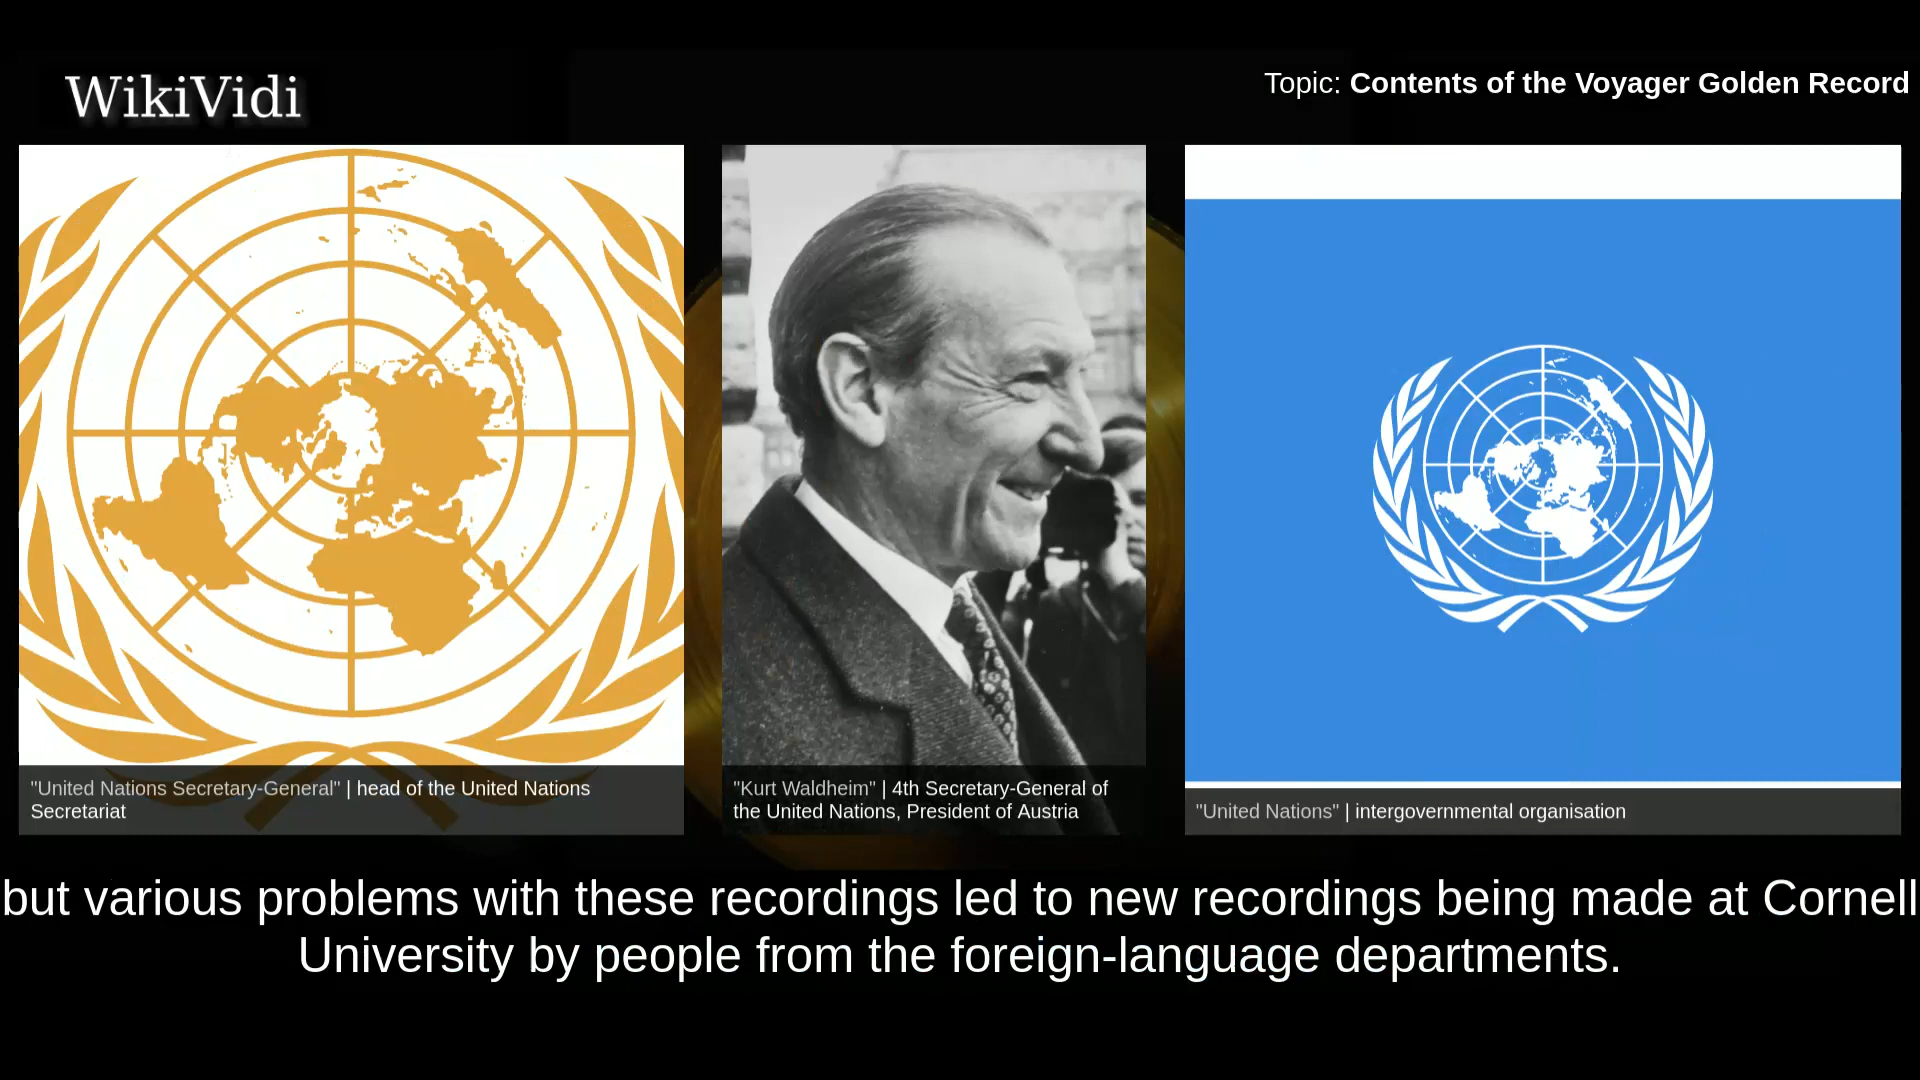 WikiVidi
Topic: Contents of the Voyager Golden Record
"United Nations Secretary-General" | head of the United Nations
Secretariat
"Kurt Waldheim" | 4th Secretary-General of
the United Nations, President of Austria
"United Nations" | intergovernmental organisation
but various problems with these recordings led to new recordings being made at Cornell
University by people from the foreign-language departments.